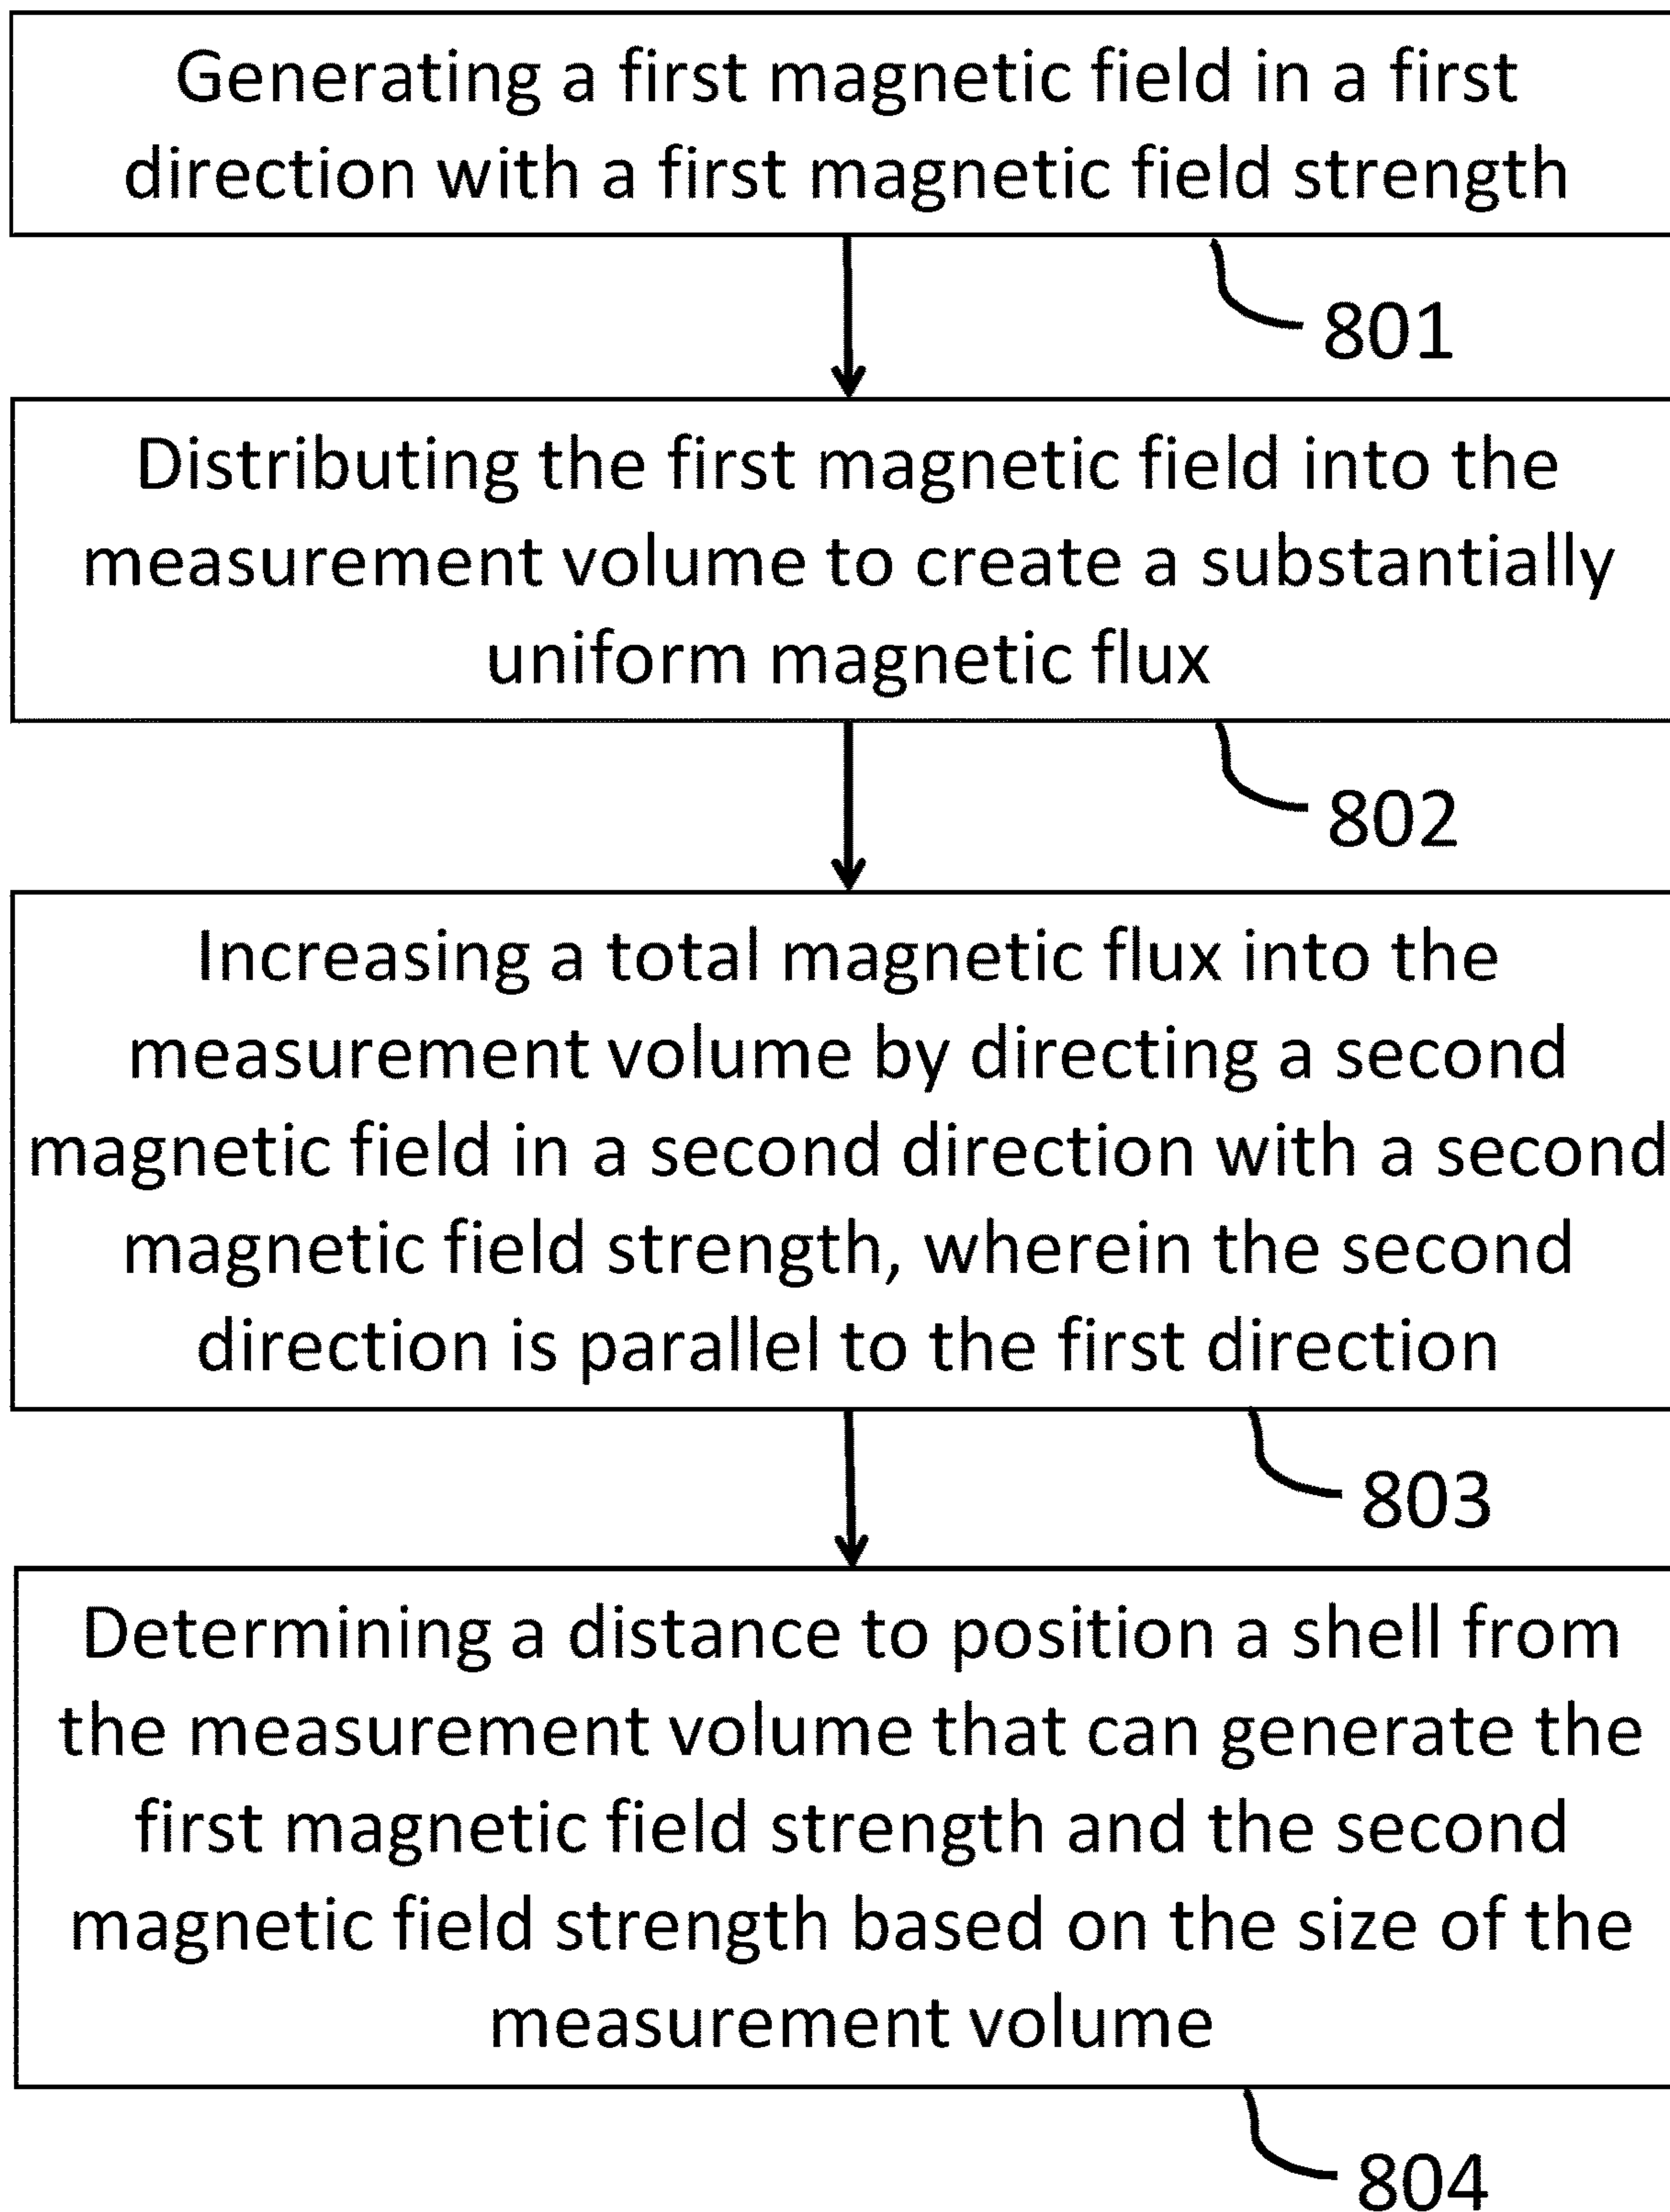 Generating a first magnetic field in a first
direction with a first magnetic field strength
801
Distributing the first magnetic field into the
measurement volume to create a substantially
uniform magnetic flux
802
Increasing a total magnetic flux into the
measurement volume by directing a second
magnetic field in a second direction with a second
magnetic field strength, wherein the second
direction is parallel to the first direction
803
Determining a distance to position a shell from
the measurement volume that can generate the
first magnetic field strength and the second
magnetic field strength based on the size of the
measurement volume
804